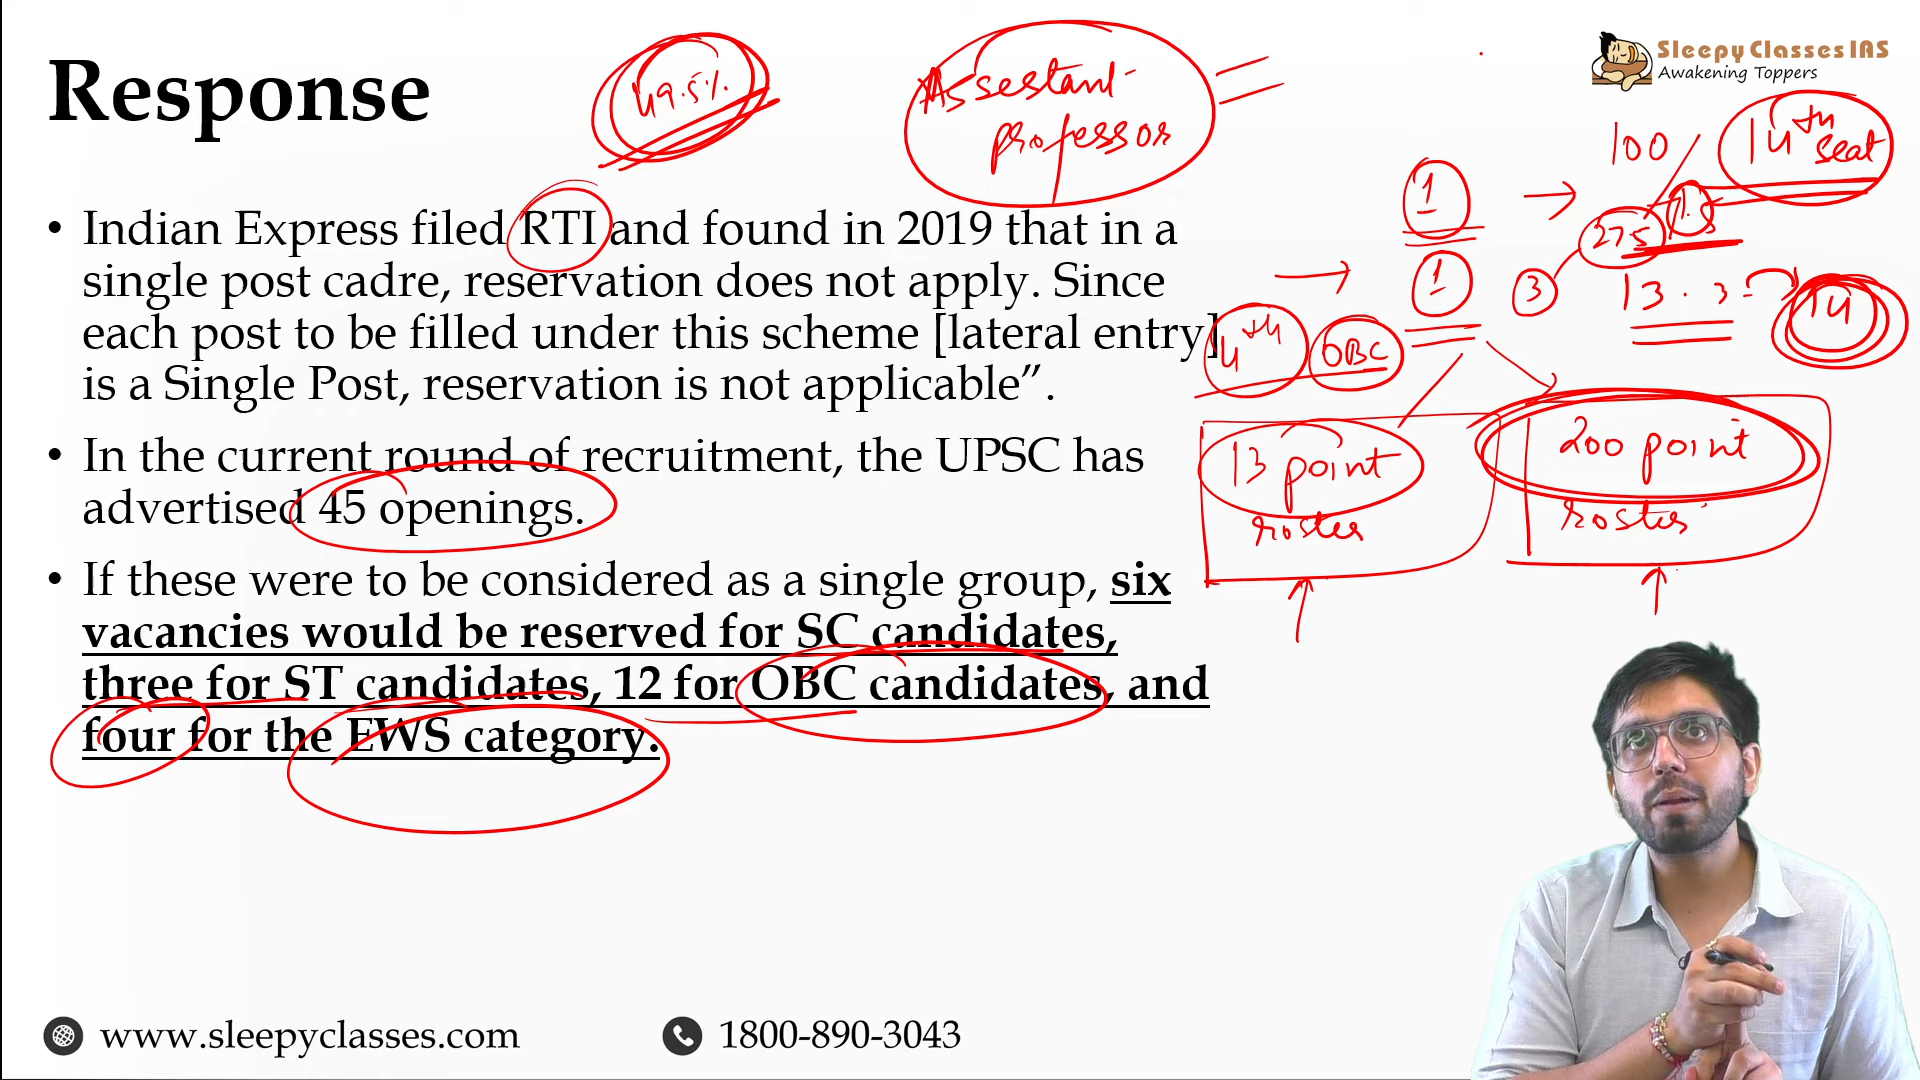 Response
49.5%
Assestant
professor
Sleepy Classes IAS
Awakening Toppers
100
14th
seat
1
7.5
27.5
1
3
13.3
14
4th
OBC
13 point
roster
200 point
roster
• Indian Express filed RTI and found in 2019 that in a
single post cadre, reservation does not apply. Since
each post to be filled under this scheme [lateral entry]
is a Single Post, reservation is not applicable”.
• In the current round of recruitment, the UPSC has
advertised 45 openings.
• If these were to be considered as a single group, six
vacancies would be reserved for SC candidates,
three for ST candidates, 12 for OBC candidates, and
four for the EWS category.
www.sleepyclasses.com
1800-890-3043